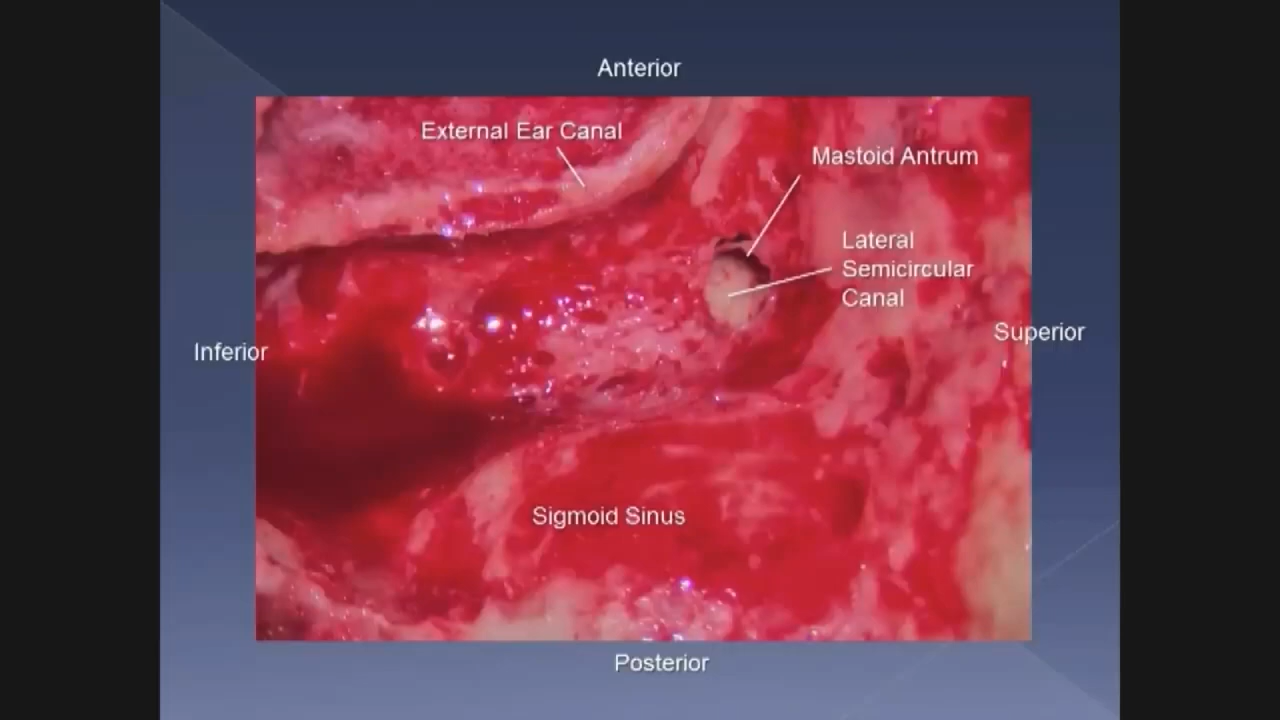 Anterior
External Ear Canal
Mastoid Antrum
Lateral
Semicircular
Canal
Superior
Inferior
Sigmoid Sinus
Posterior